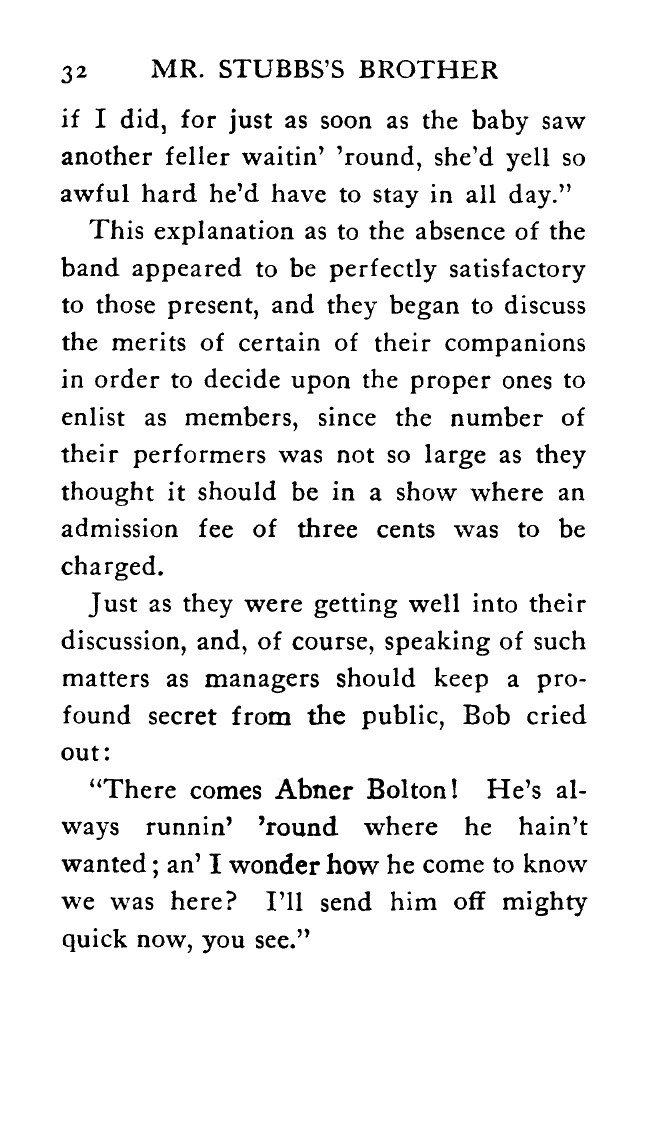 32 MR. STUBBS'S BROTHER
if I did, for just as soon as the baby saw
another feller waitin' 'round, she'd yell so
awful hard he'd have to stay in all day.”
This explanation as to the absence of the
band appeared to be perfectly satisfactory
to those present, and they began to discuss
the merits of certain of their companions
in order to decide upon the proper ones to
enlist as members, since the number of
their performers was not so large as they
thought it should be in a show where an
admission fee of three cents was to be
charged.
Just as they were getting well into their
discussion, and, of course, speaking of such
matters as managers should keep a pro-
found secret from the public, Bob cried
out:
“There comes Abner Bolton! He's al-
ways runnin' 'round where he hain't
wanted; an' I wonder how he come to know
we was here? I'll send him off mighty
quick now, you see.”